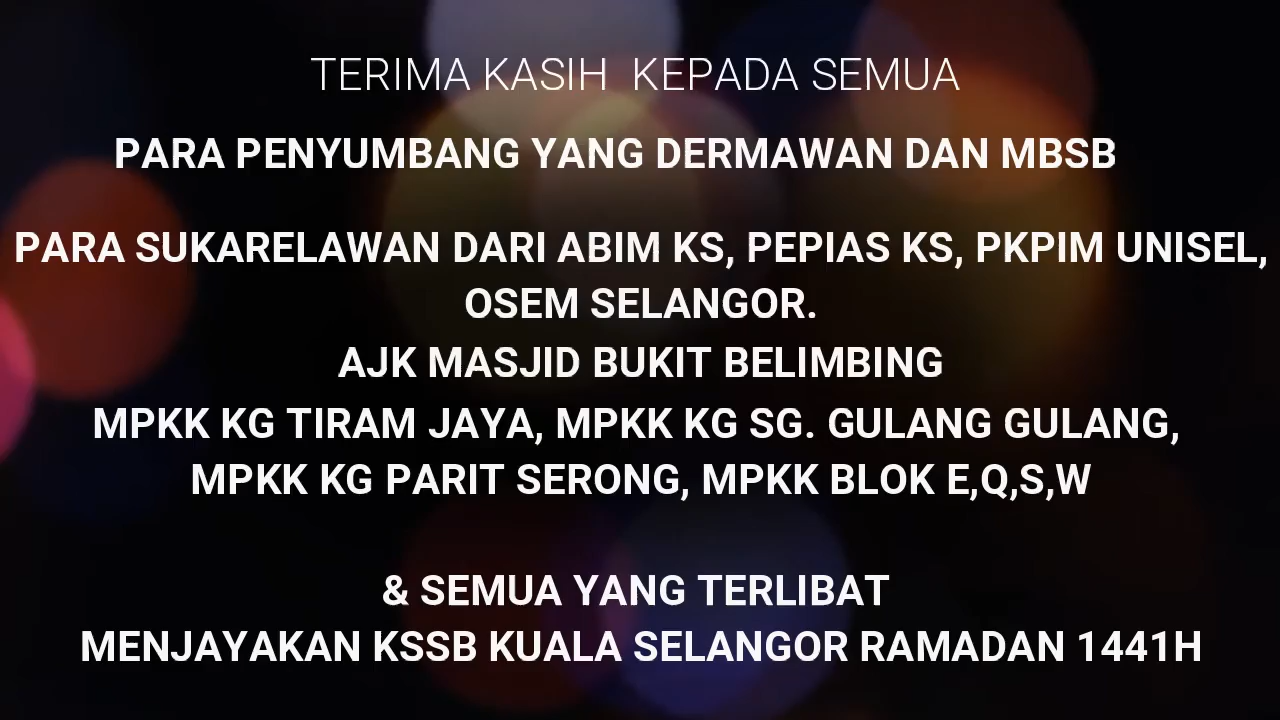 TERIMA KASIH KEPADA SEMUA
PARA PENYUMBANG YANG DERMAWAN DAN MBSB
PARA SUKARELAWAN DARI ABIM KS, PEPIAS KS, PKPIM UNISEL,
OSEM SELANGOR.
AJK MASJID BUKIT BELIMBING
MPKK KG TIRAM JAYA, MPKK KG SG. GULANG GULANG,
MPKK KG PARIT SERONG, MPKK BLOK E,Q,S,W
& SEMUA YANG TERLIBAT
MENJAYAKAN KSSB KUALA SELANGOR RAMADAN 1441H